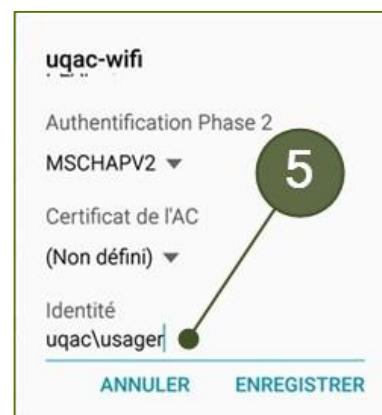 uqac-wifi
Authentification Phase 2
MSCHAPV2
5
Certificat de l'AC
(Non défini)
Identité
uqac\usager
ANNULER ENREGISTRER